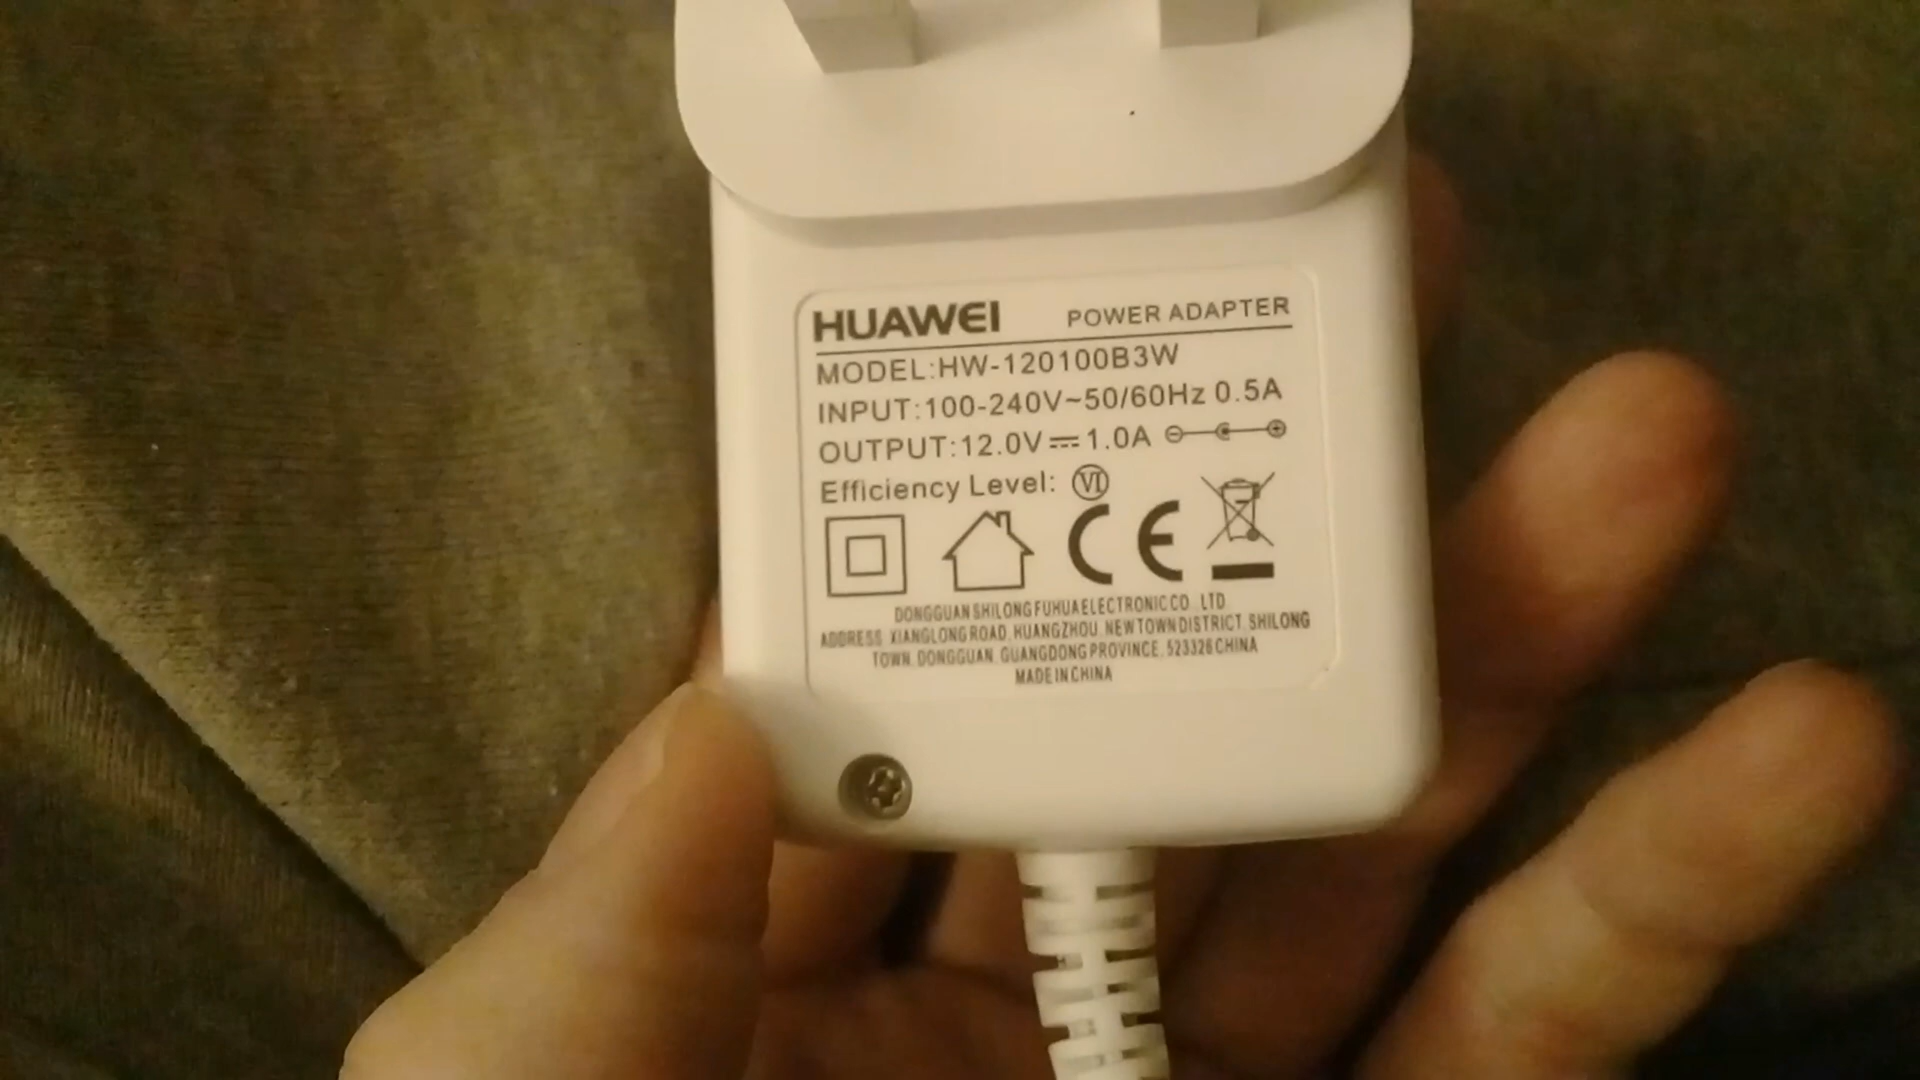 HUAWEI POWER ADAPTER
MODEL:HW-120100B3W
INPUT:100-240V~50/60Hz 0.5A
OUTPUT:12.0V⎓1.0A
Efficiency Level: VI
CE
DONGGUAN SHILONG FUHUA ELECTRONIC CO. LTD
ADDRESS. XIANGLONG ROAD, HUANGZHOU, NEW TOWN DISTRICT, SHILONG
TOWN, DONGGUAN, GUANGDONG PROVINCE, 523326 CHINA
MADE IN CHINA